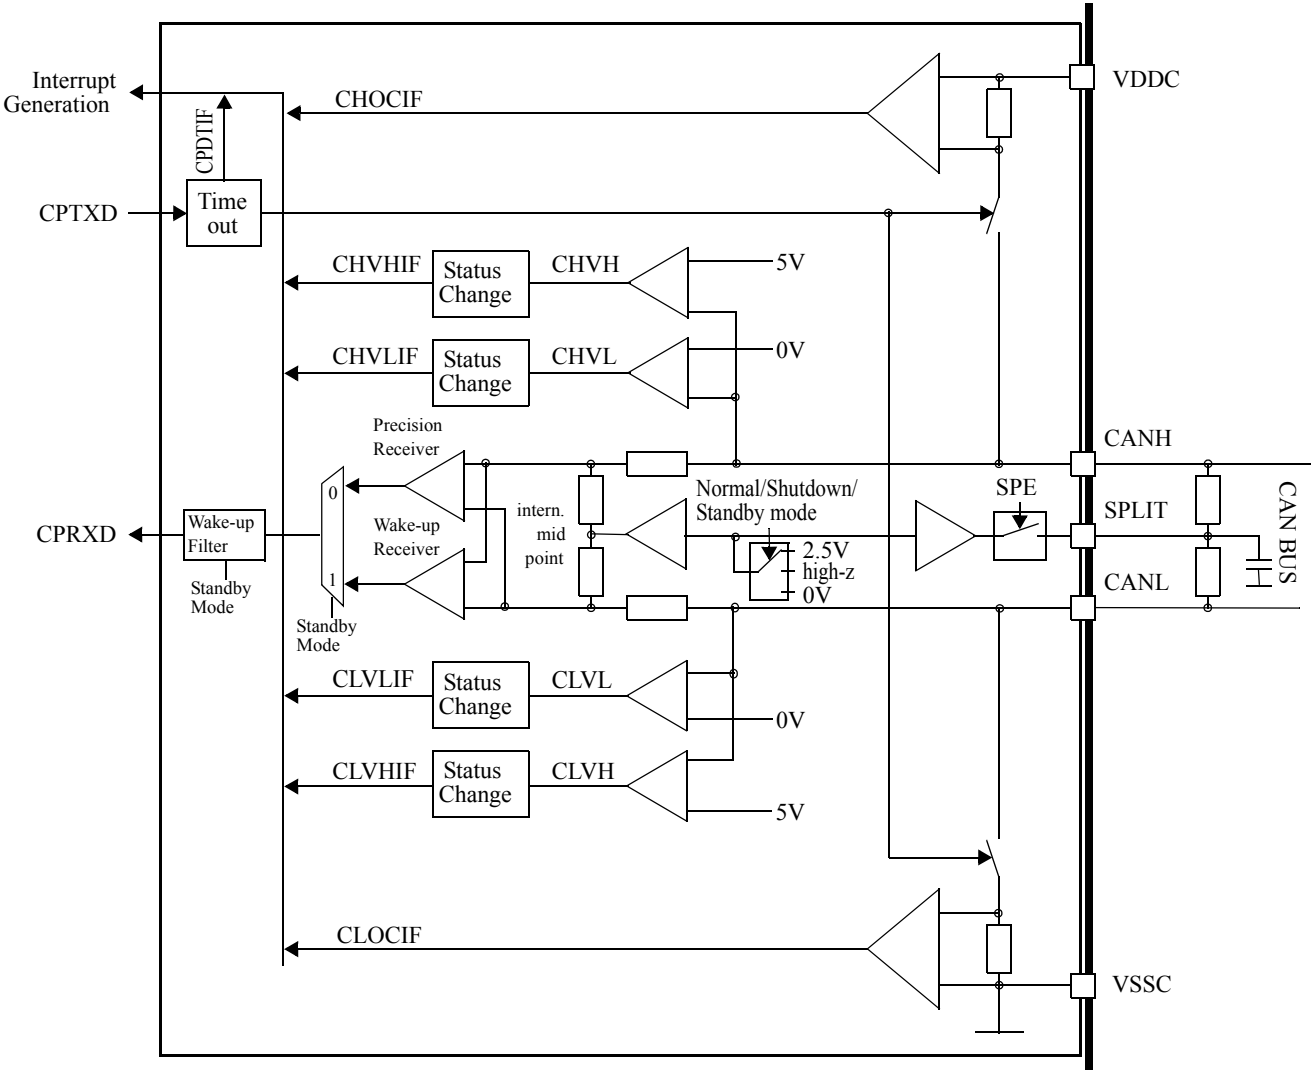 Interrupt
Generation
CHOCIF
VDDC
CPDTIF
CPTXD
Time
out
CHVHIF
Status
Change
CHVH
5V
CHVLIF
Status
Change
CHVL
0V
Precision
Receiver
CANH
0
Normal/Shutdown/
Standby mode
SPE
intern.
mid
point
SPLIT
CPRXD
Wake-up
Filter
Wake-up
Receiver
2.5V
high-z
0V
CANL
CAN BUS
1
Standby
Mode
Standby
Mode
CLVLIF
Status
Change
CLVL
0V
CLVHIF
Status
Change
CLVH
5V
CLOCIF
VSSC